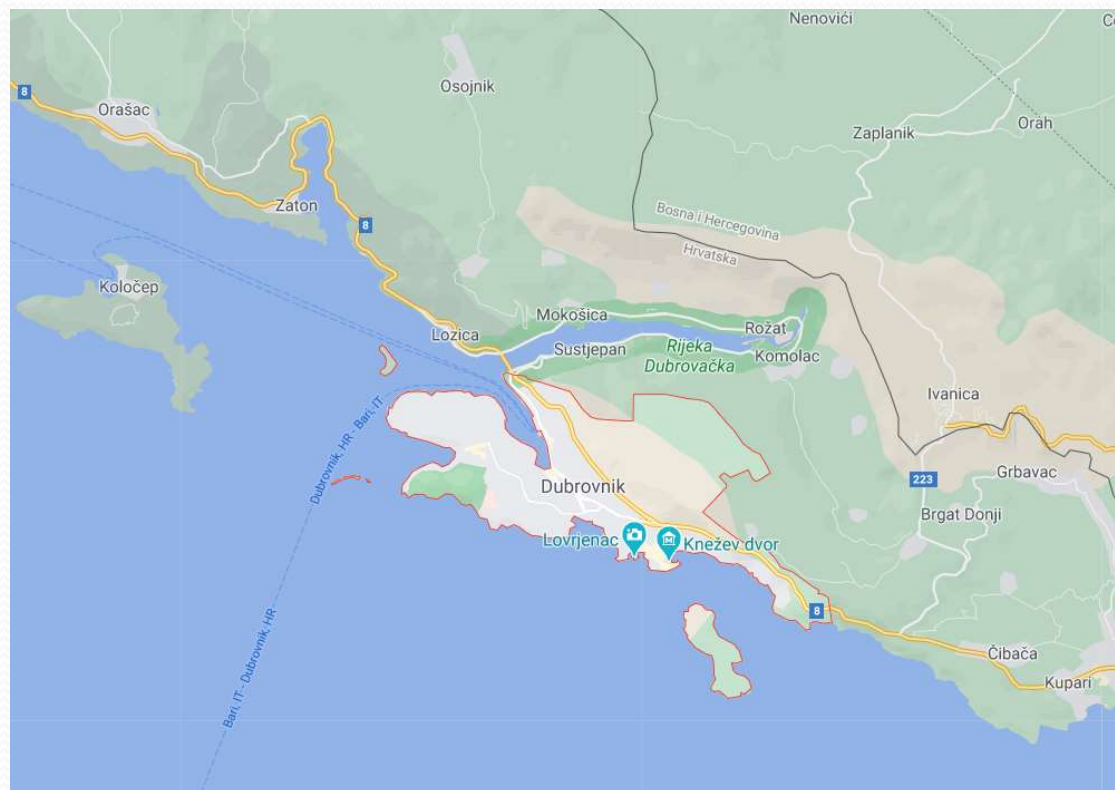 Nenovići
8
Osojnik
Orašac
Zaplanik
Orah
Zaton
8
Bosna i Hercegovina
Hrvatska
Koločep
Mokošica
Lozica
Rožat
Sustjepan
Rijeka
Dubrovačka
Komolac
Ivanica
Dubrovnik, HR - Bari, IT
Grbavac
223
Dubrovnik
Brgat Donji
Lovrjenac
Knežev dvor
8
Čibača
Kupari
Bari, IT - Dubrovnik, HR